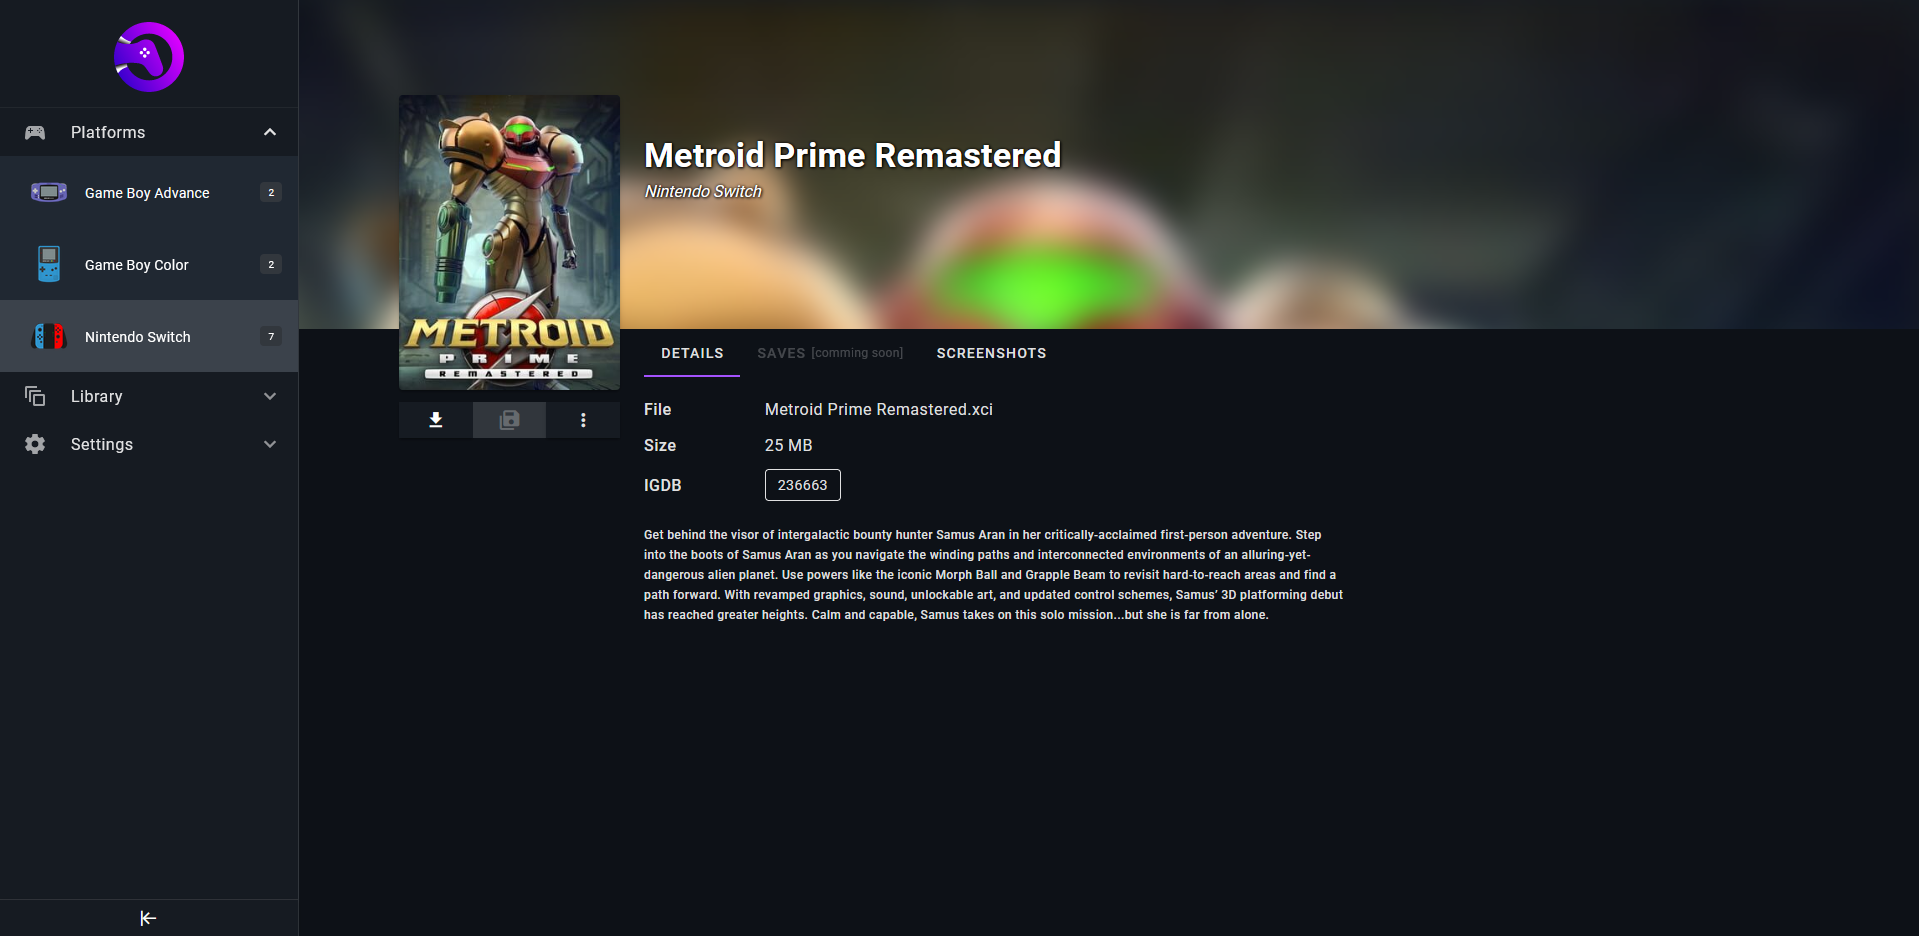 Platforms
Game Boy Advance
2
Game Boy Color
2
Nintendo Switch
7
Library
Settings
METROID
PRIME
REMASTERED
Metroid Prime Remastered
Nintendo Switch
DETAILS
SAVES [comming soon]
SCREENSHOTS
File
Metroid Prime Remastered.xci
Size
25 MB
IGDB
236663
Get behind the visor of intergalactic bounty hunter Samus Aran in her critically-acclaimed first-person adventure. Step
into the boots of Samus Aran as you navigate the winding paths and interconnected environments of an alluring-yet-
dangerous alien planet. Use powers like the iconic Morph Ball and Grapple Beam to revisit hard-to-reach areas and find a
path forward. With revamped graphics, sound, unlockable art, and updated control schemes, Samus’ 3D platforming debut
has reached greater heights. Calm and capable, Samus takes on this solo mission...but she is far from alone.